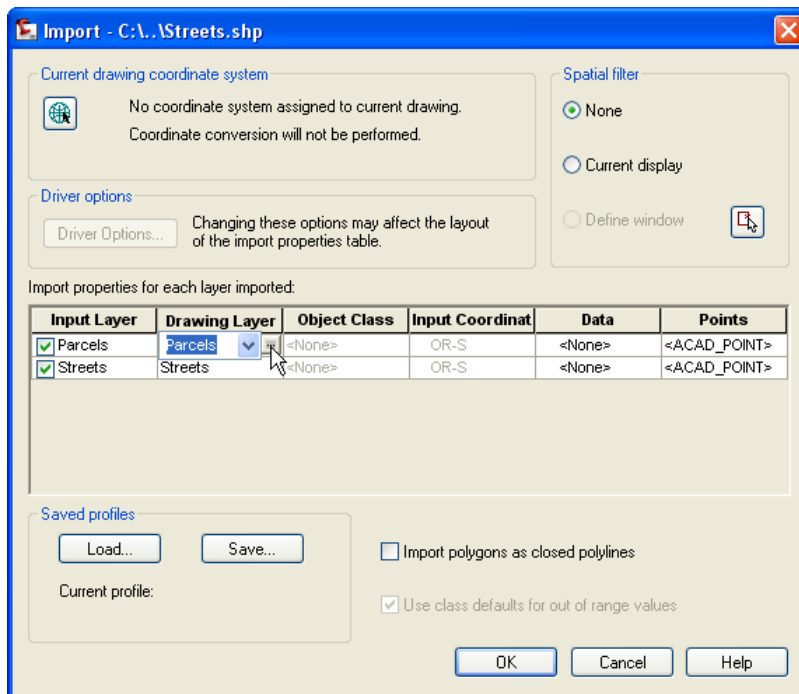 Import - C:\..\Streets.shp
Current drawing coordinate system
No coordinate system assigned to current drawing.
Coordinate conversion will not be performed.
Spatial filter
None
Current display
Define window
Driver options
Driver Options...
Changing these options may affect the layout
of the import properties table.
Import properties for each layer imported:
Input Layer Drawing Layer Object Class Input Coordinat Data Points
Parcels Parcels <None> OR-S <None> <ACAD_POINT>
Streets Streets <None> OR-S <None> <ACAD_POINT>
Saved profiles
Load... Save...
Current profile:
Import polygons as closed polylines
Use class defaults for out of range values
OK Cancel Help